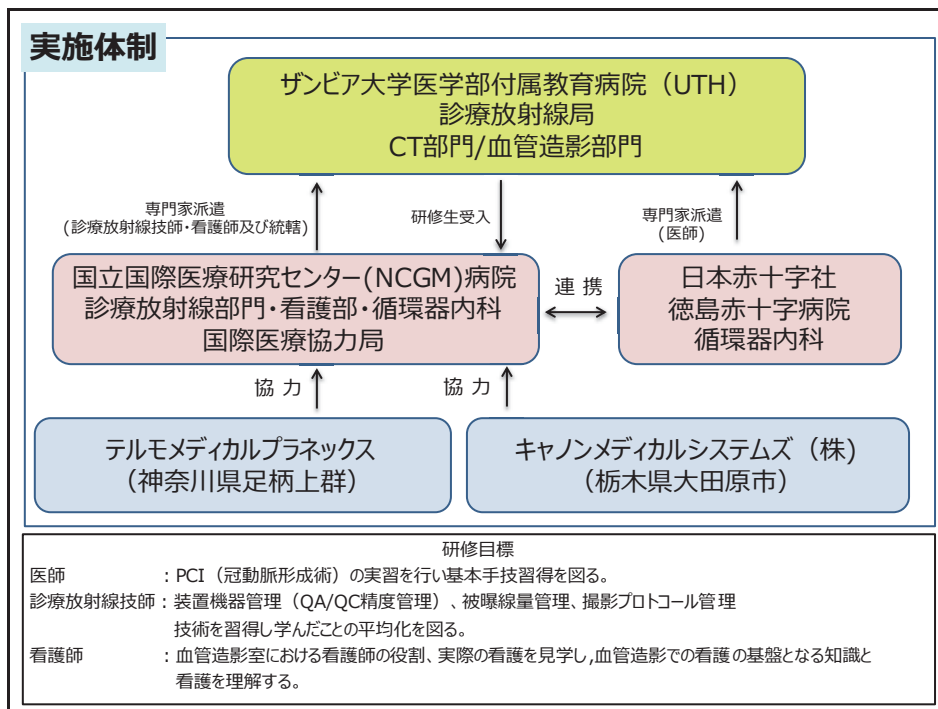 実施体制
ザンビア大学医学部付属教育病院（UTH）
診療放射線局
CT部門/血管造影部門
専門家派遣
(診療放射線技師・看護師及び統轄)
研修生受入
専門家派遣
(医師)
国立国際医療研究センター(NCGM)病院
診療放射線部門・看護部・循環器内科
国際医療協力局
連 携
日本赤十字社
徳島赤十字病院
循環器内科
協 力
協 力
テルモメディカルプラネックス
（神奈川県足柄上群）
キャノンメディカルシステムズ（株)
（栃木県大田原市）
研修目標
医師 ：PCI（冠動脈形成術）の実習を行い基本手技習得を図る。
診療放射線技師：装置機器管理（QA/QC精度管理）、被曝線量管理、撮影プロトコール管理
技術を習得し学んだことの平均化を図る。
看護師 ：血管造影室における看護師の役割、実際の看護を見学し,血管造影での看護の基盤となる知識と
看護を理解する。